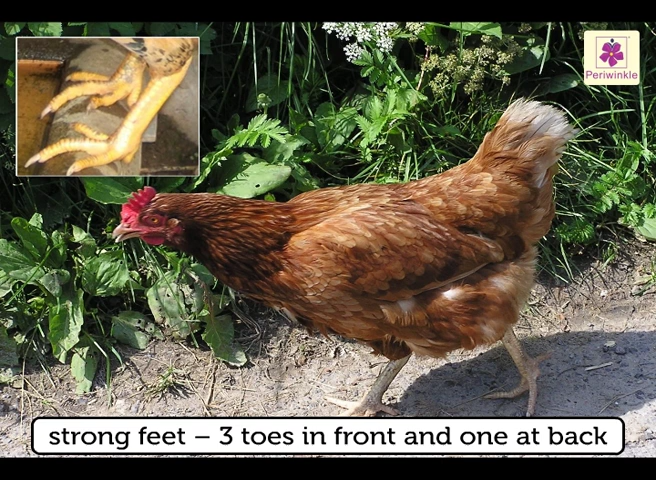 Periwinkle
strong feet – 3 toes in front and one at back